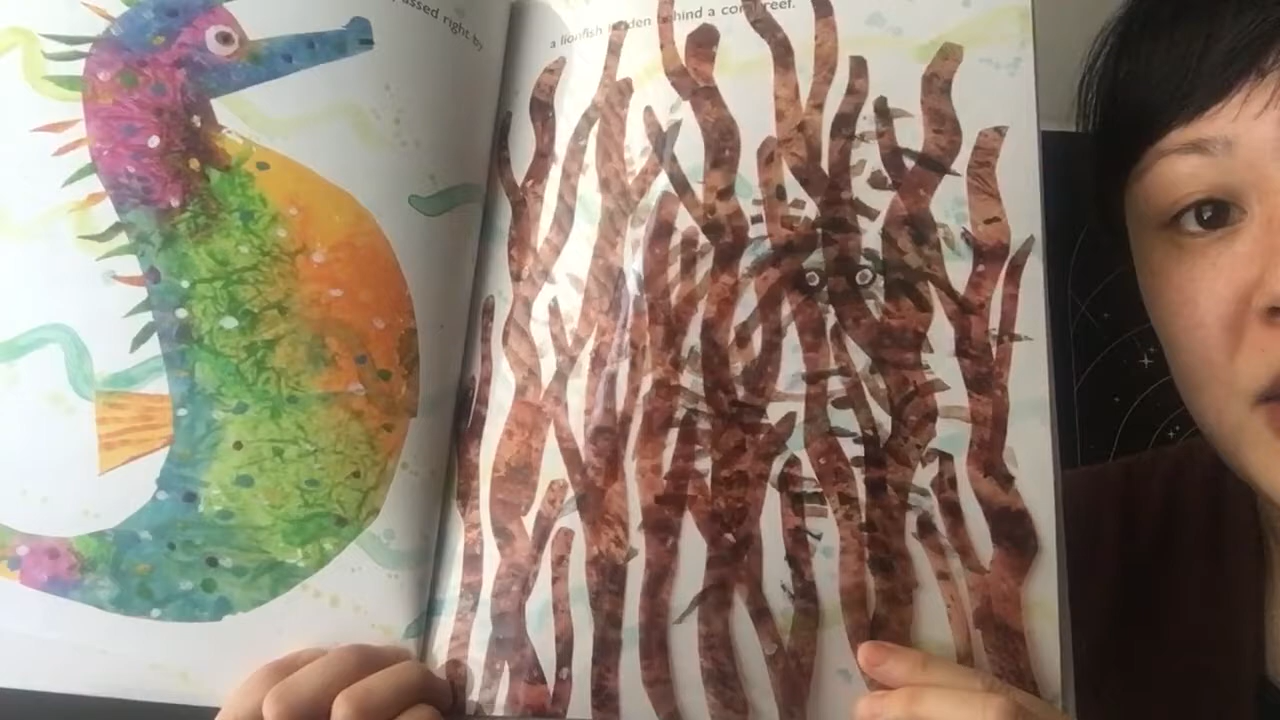 passed right by
a lionfish hidden behind a coral reef.